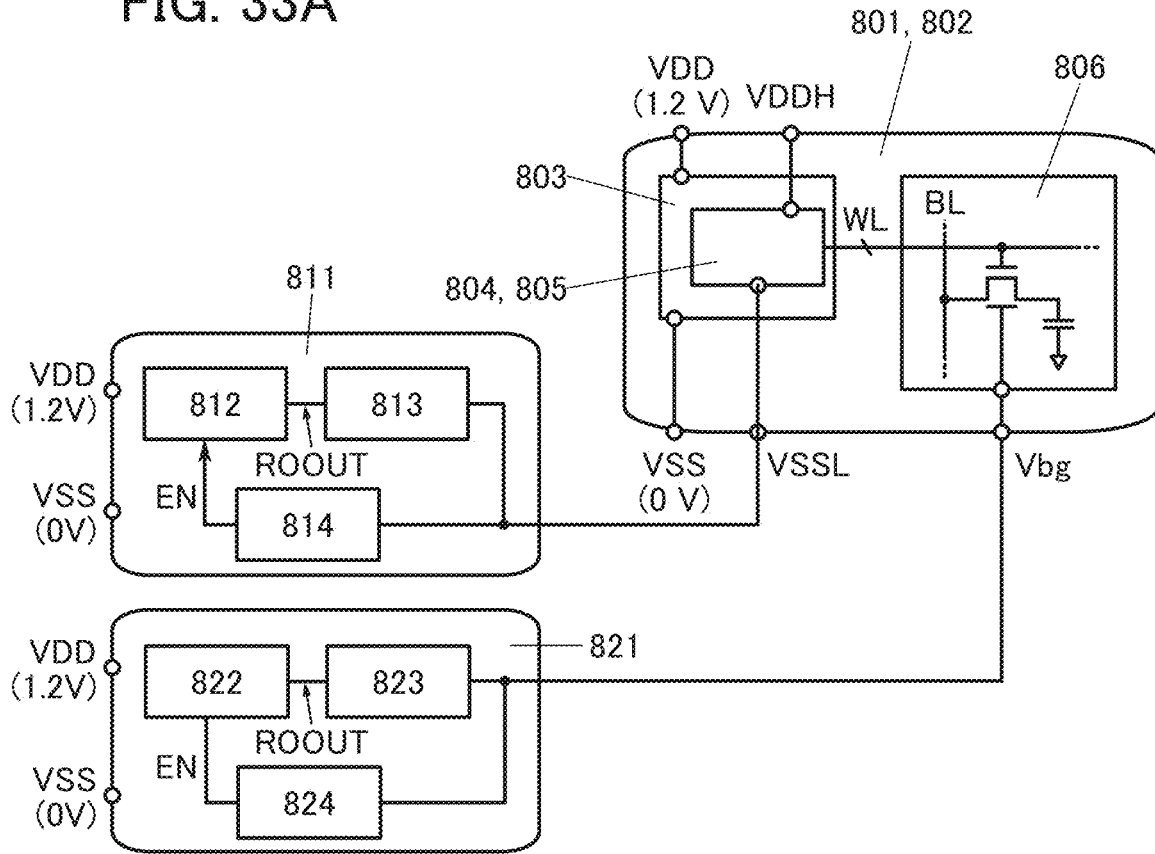 FIG. 33A
801, 802
VDD
(1.2 V)
VDDH
806
803
BL
WL
804, 805
811
VDD
(1.2V)
812
813
ROOUT
VSS
(0V)
EN
814
VSS
(0 V)
VSSL
Vbg
821
VDD
(1.2V)
822
823
ROOUT
VSS
(0V)
EN
824